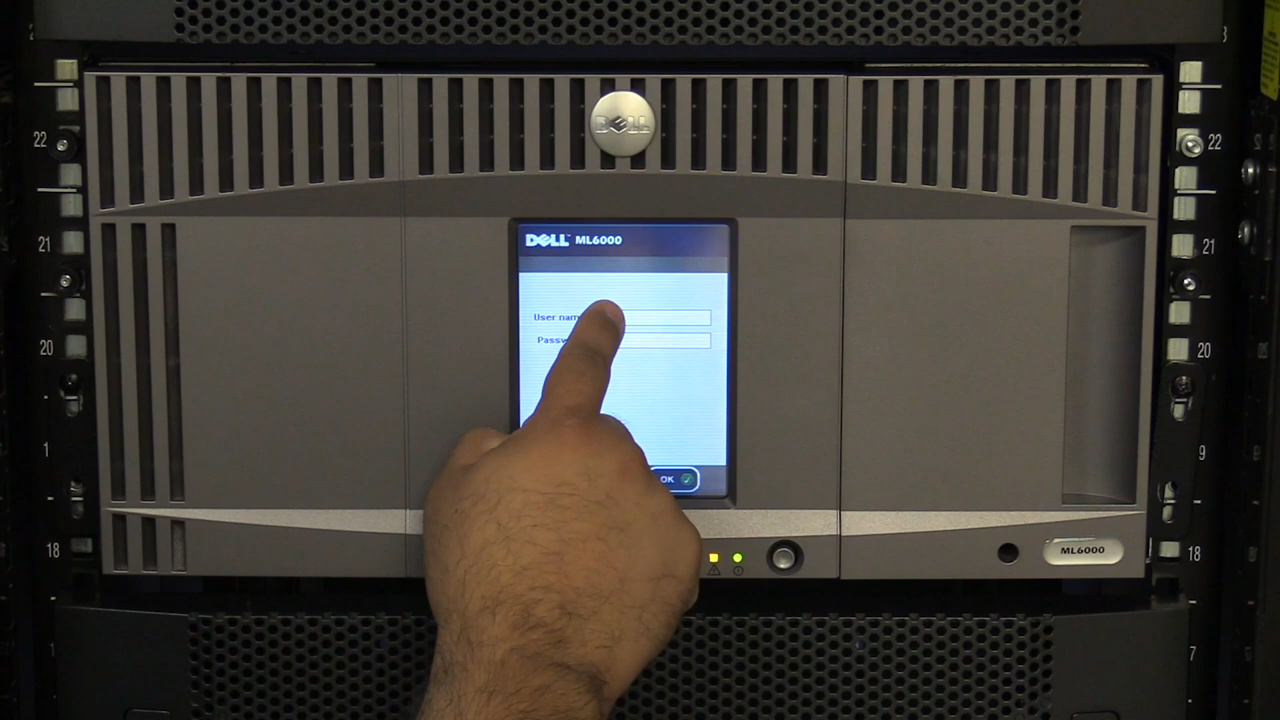 22
22
DELL
DELL ML6000
21
21
User nam
20
Passw
20
1
9
OK
18
ML6000
18
7